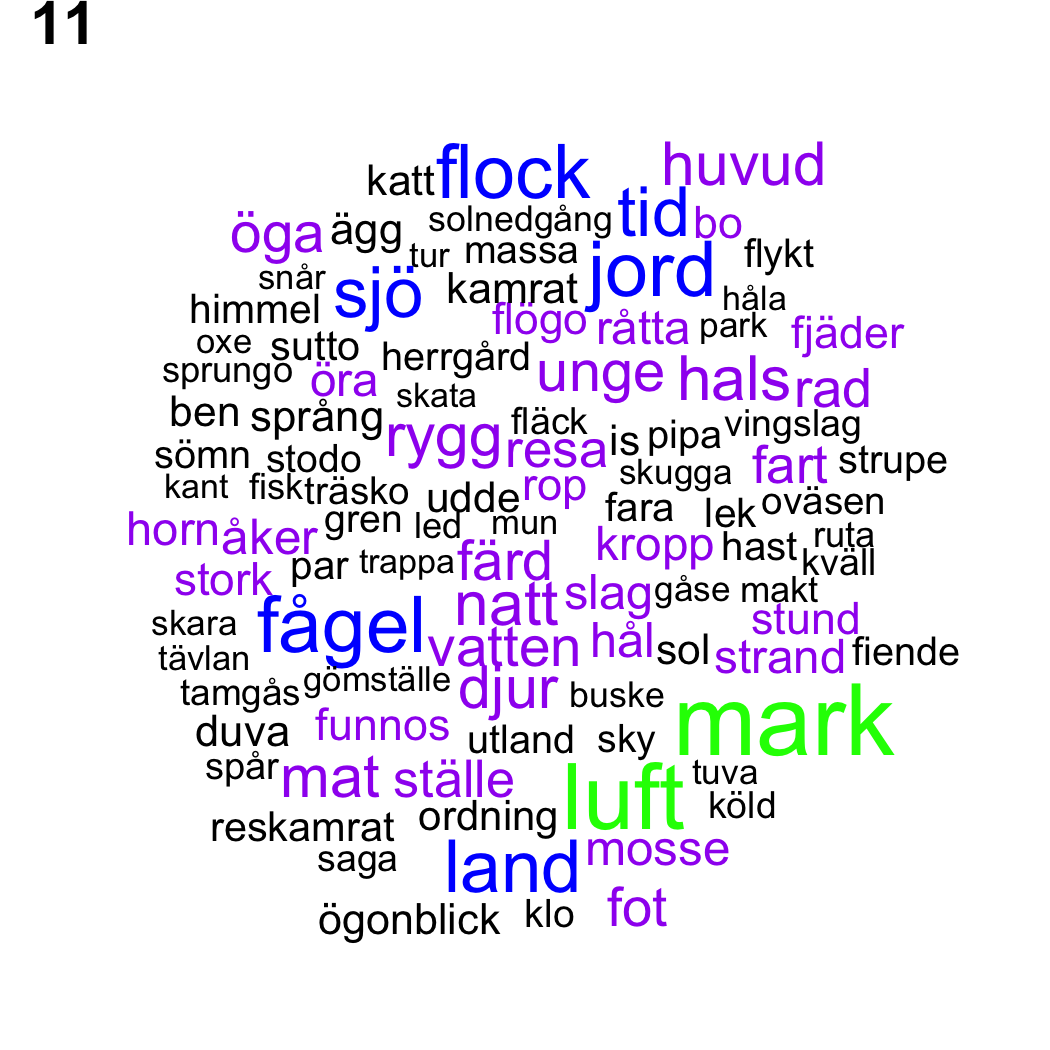 11
katt flock huvud
öga ägg solnedgång tid bo
tur massa jord flykt
snår sjö kamrat håla
himmel flögo råtta park fjäder
oxe sutto herrgård
sprungo öra skata unge hals rad
ben språng fläck vingslag
rygg resa is pipa
sömn stodo skugga fart strupe
kant fisk träsko udde rop fara lek oväsen
horn åker gren led mun kropp hast ruta
par trappa färd kväll
stork natt slag gåse makt
skara fågel stund
tävlan vatten hål sol strand fiende
tamgås gömställe djur buske mark
duva funnos utland sky
spår mat ställe luft tuva
reskamrat ordning köld
saga land mosse
ögonblick klo fot